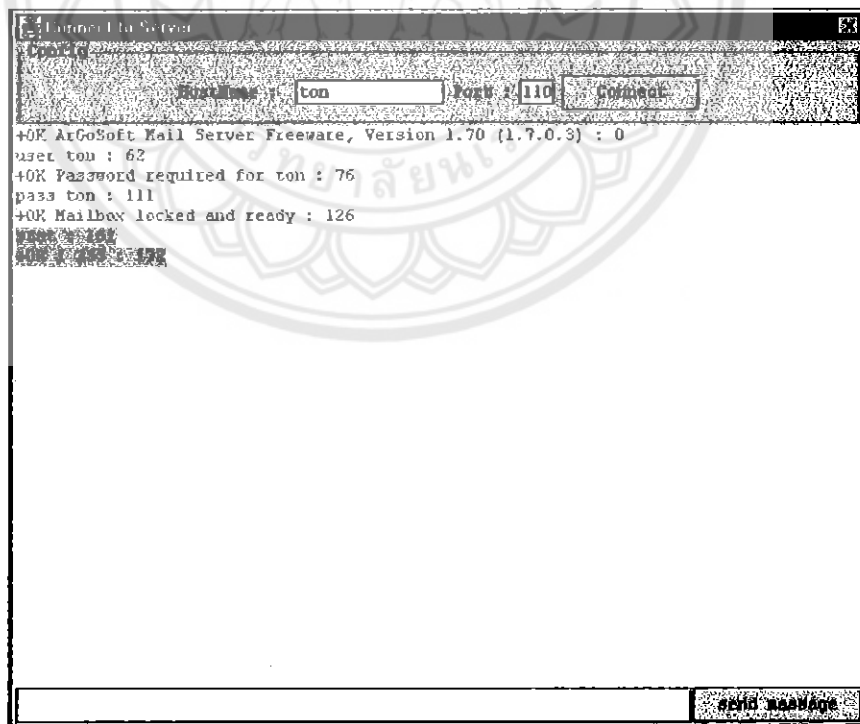 Connect to Server
Config
HostName : ton Port : 110 Connect
+OK ArGoSoft Mail Server Freeware, Version 1.70 (1.7.0.3) : 0
user ton : 62
+OK Password required for ton : 76
pass ton : 111
+OK Mailbox locked and ready : 126
+OK
send message